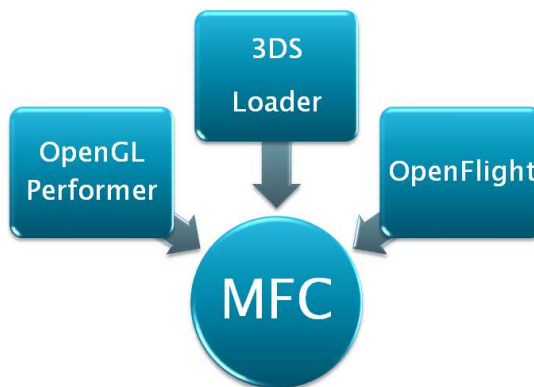 3DS
Loader
OpenGL
Performer
OpenFlight
MFC